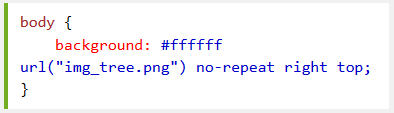 body {
    background: #ffffff
url("img_tree.png") no-repeat right top;
}